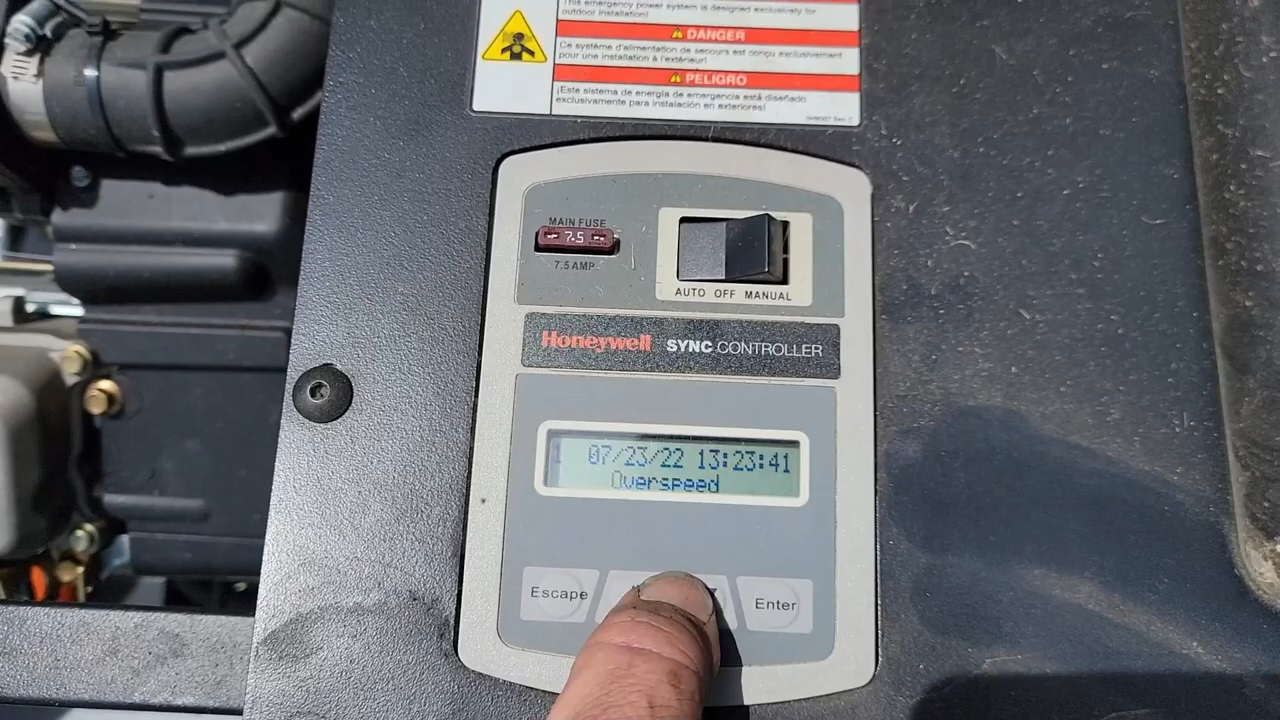 This emergency power system is designed exclusively for
outdoor installation!
DANGER
Ce système d'alimentation de secours est conçu exclusivement
pour une installation à l'extérieur!
PELIGRO
¡Este sistema de energía de emergencia está diseñado
exclusivamente para instalación en exteriores!
MAIN FUSE
7.5
7.5 AMP
AUTO OFF MANUAL
Honeywell SYNC CONTROLLER
1 07/23/22 13:23:41
Overspeed
Escape
Enter